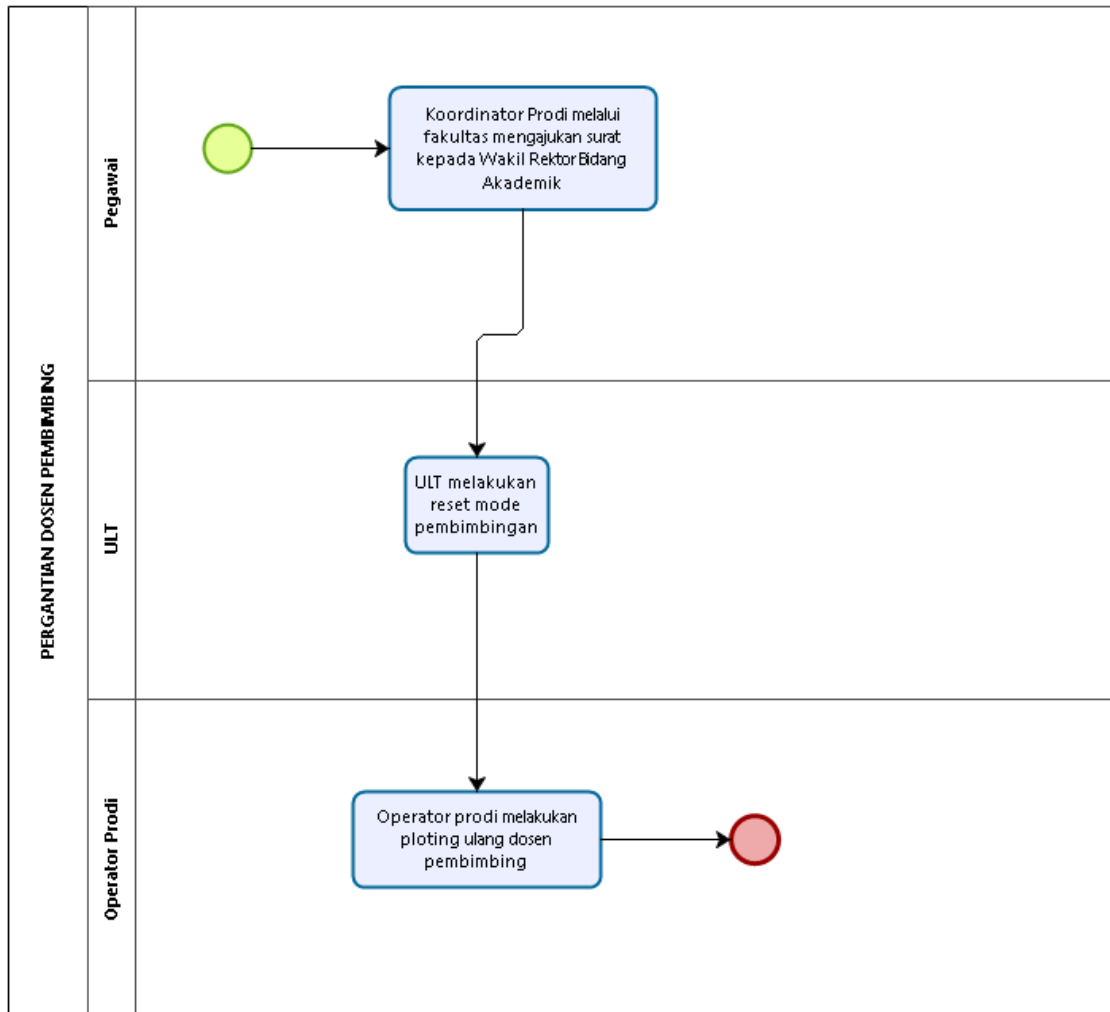 PERGANTIAN DOSEN PEMBIMBING
Pegawai
Koordinator Prodi melalui
fakultas mengajukan surat
kepada Wakil Rektor Bidang
Akademik
ULT
ULT melakukan
reset mode
pembimbingan
Operator Prodi
Operator prodi melakukan
ploting ulang dosen
pembimbing